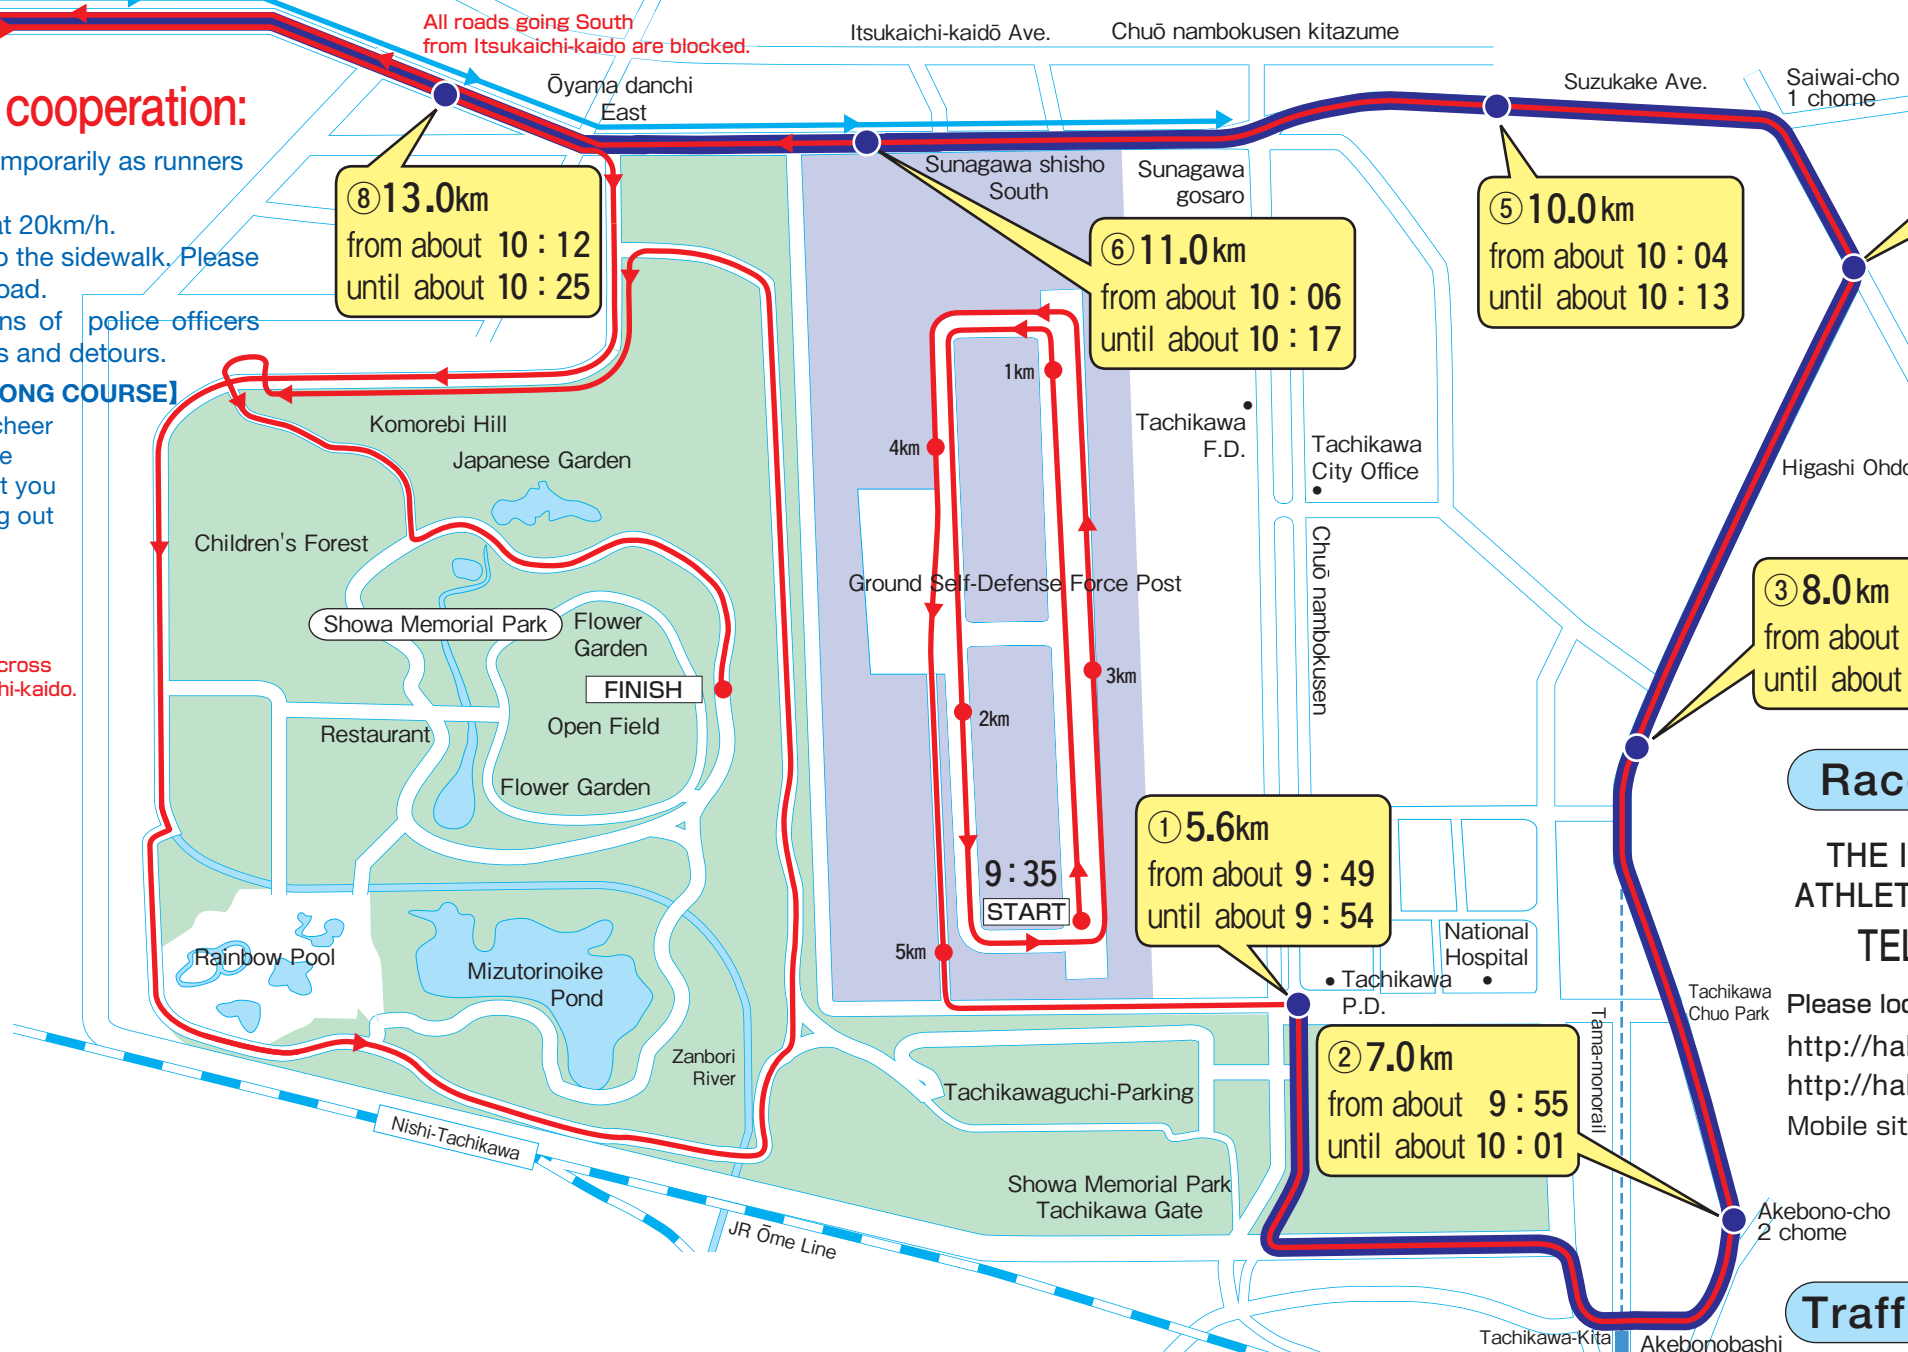 All roads going South
from Itsukaichi-kaido are blocked.
Itsukaichi-kaidō Ave.
Chuō nambokusen kitazume
Suzukake Ave.
Saiwai-cho
1 chome
Ōyama danchi
East
cooperation:
mporarily as runners
at 20km/h.
o the sidewalk. Please
oad.
ns of police officers
s and detours.
ONG COURSE】
cheer
e
t you
g out
cross
hi-kaido.
⑧13.0km
from about 10:12
until about 10:25
Sunagawa shisho
South
Sunagawa
gosaro
⑥11.0km
from about 10:06
until about 10:17
⑤10.0km
from about 10:04
until about 10:13
1km
4km
Tachikawa
F.D.
Tachikawa
City Office
Higashi Ohd
Komorebi Hill
Japanese Garden
Children's Forest
Ground Self-Defense Force Post
Chuō nambokusen
Showa Memorial Park
Flower
Garden
FINISH
Open Field
Restaurant
Flower Garden
3km
2km
③8.0km
from about
until about
Rac
①5.6km
from about 9:49
until about 9:54
9:35
START
THE I
ATHLET
TEL
5km
Rainbow Pool
Mizutorinoike
Pond
National
Hospital
Tachikawa
P.D.
Tachikawa
Chuo Park
Please loo
http://hal
http://hal
Mobile sit
Tama-monorail
②7.0km
from about 9:55
until about 10:01
Zanbori
River
Tachikawaguchi-Parking
Nishi-Tachikawa
Showa Memorial Park
Tachikawa Gate
JR Ōme Line
Akebono-cho
2 chome
Traff
Tachikawa-Kita
Akebonobashi